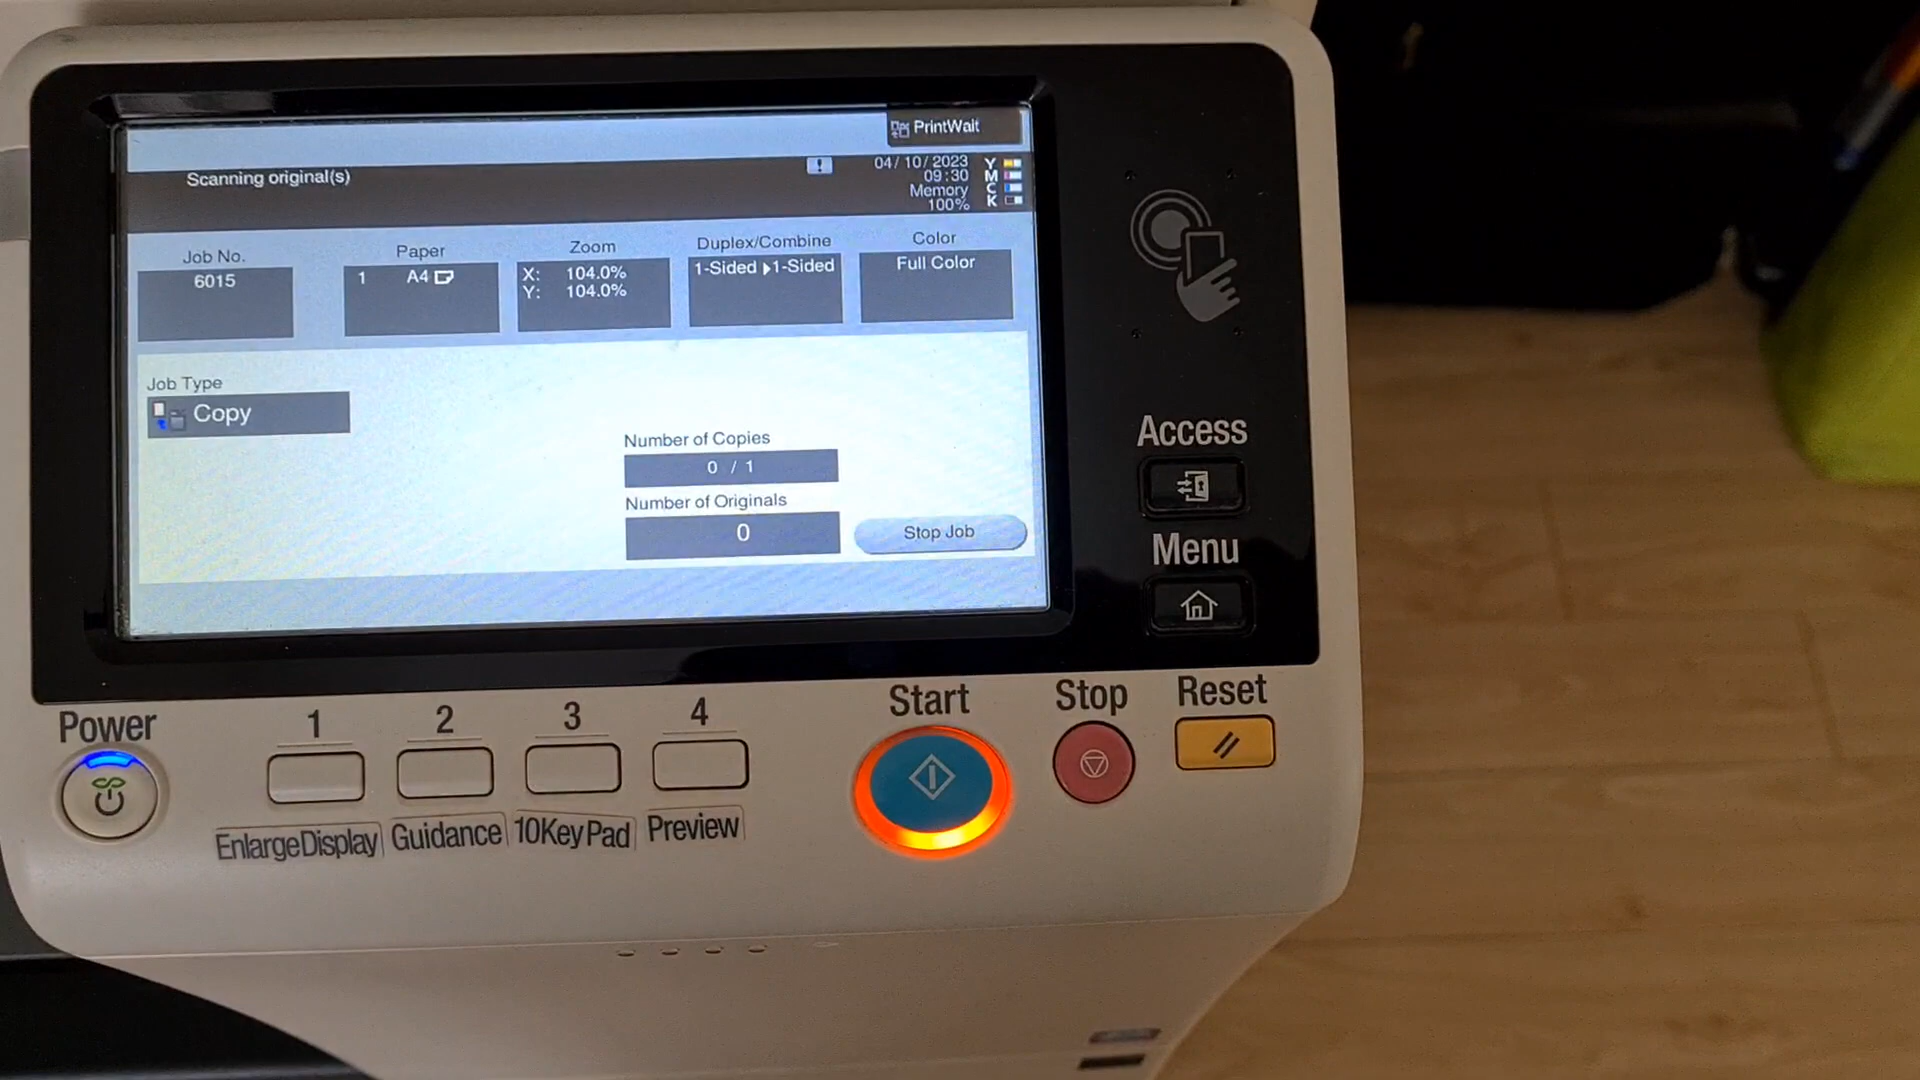 PrintWait
Scanning original(s)
!
04/10/2023
09:30
Memory
100%
Y
M
C
K
Job No.
6015
Paper
1 A4
Zoom
X: 104.0%
Y: 104.0%
Duplex/Combine
1-Sided 1-Sided
Color
Full Color
Job Type
Copy
Number of Copies
0 / 1
Number of Originals
0
Stop Job
Access
Menu
Power
1
2
3
4
Start
Stop
Reset
EnlargeDisplay
Guidance
10KeyPad
Preview